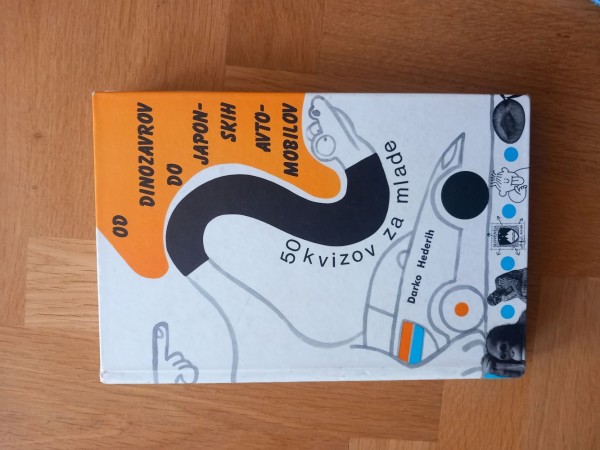 OD
DINOZAVROV
DO
JAPON-
SKIH
AVTO-
MOBILOV
50 kvizov za mlade
Darko Hederih